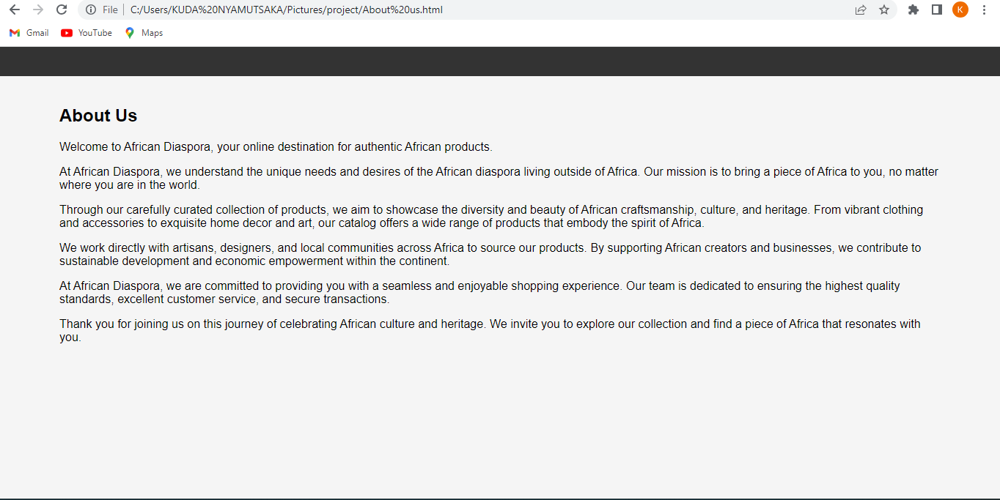 File C:/Users/KUDA%20NYAMUTSAKA/Pictures/project/About%20us.html
K
Gmail YouTube Maps
About Us
Welcome to African Diaspora, your online destination for authentic African products.
At African Diaspora, we understand the unique needs and desires of the African diaspora living outside of Africa. Our mission is to bring a piece of Africa to you, no matter
where you are in the world.
Through our carefully curated collection of products, we aim to showcase the diversity and beauty of African craftsmanship, culture, and heritage. From vibrant clothing
and accessories to exquisite home decor and art, our catalog offers a wide range of products that embody the spirit of Africa.
We work directly with artisans, designers, and local communities across Africa to source our products. By supporting African creators and businesses, we contribute to
sustainable development and economic empowerment within the continent.
At African Diaspora, we are committed to providing you with a seamless and enjoyable shopping experience. Our team is dedicated to ensuring the highest quality
standards, excellent customer service, and secure transactions.
Thank you for joining us on this journey of celebrating African culture and heritage. We invite you to explore our collection and find a piece of Africa that resonates with
you.